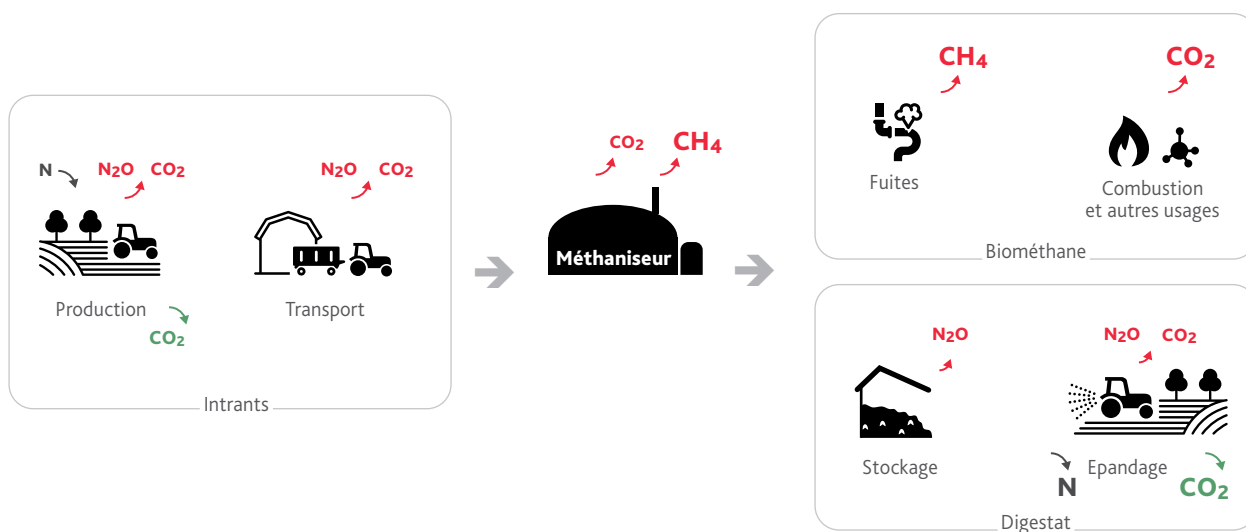 N
N₂O
CO₂
Production
CO₂
N₂O
CO₂
Transport
Intrants
CO₂
CH₄
Méthaniseur
CH₄
Fuites
CO₂
Combustion
et autres usages
Biométhane
N₂O
Stockage
N₂O
CO₂
Epandage
N
CO₂
Digestat